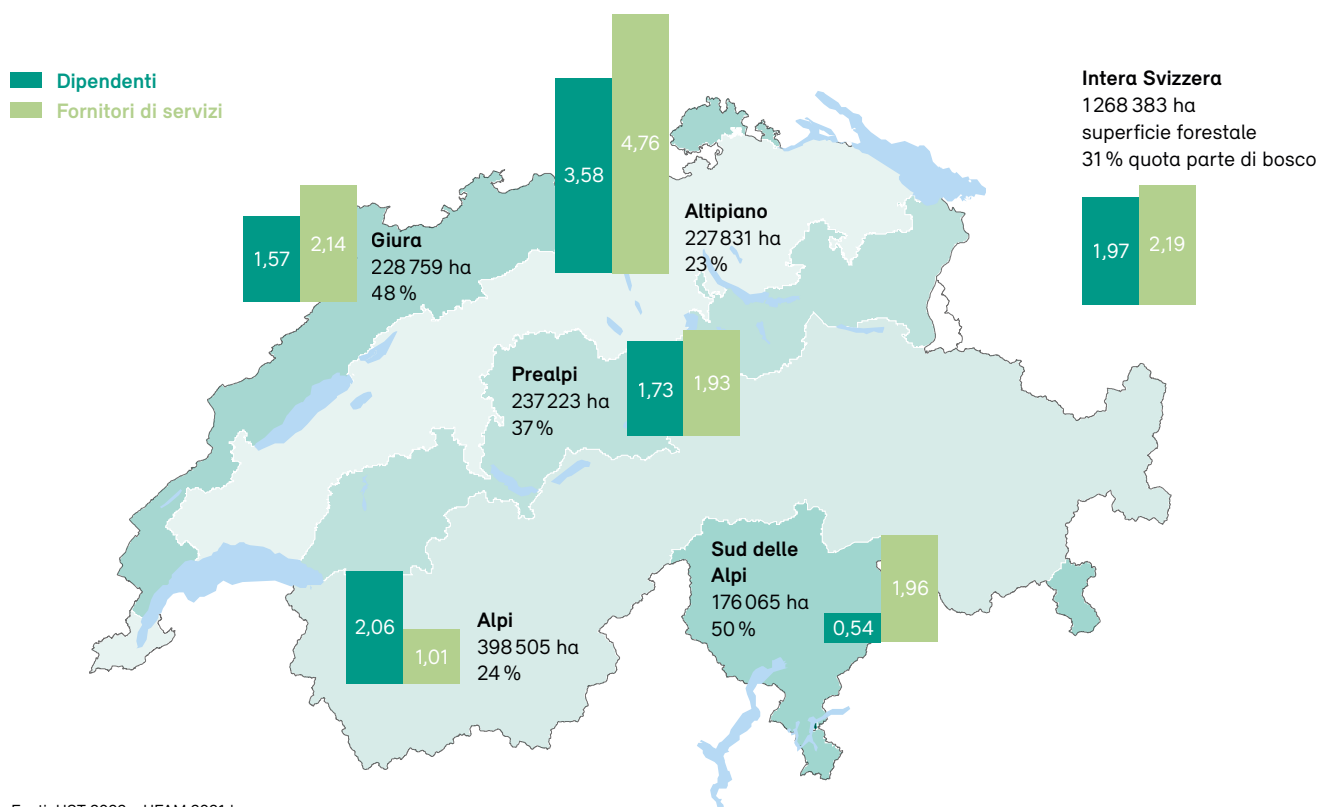 Dipendenti
Fornitori di servizi
Intera Svizzera
1268 383 ha
superficie forestale
31 % quota parte di bosco
1,97
2,19
3,58
4,76
Altipiano
227 831 ha
23 %
1,57
2,14
Giura
228 759 ha
48 %
Prealpi
237 223 ha
37 %
1,73
1,93
Sud delle
Alpi
176 065 ha
50 %
0,54
1,96
2,06
1,01
Alpi
398 505 ha
24 %